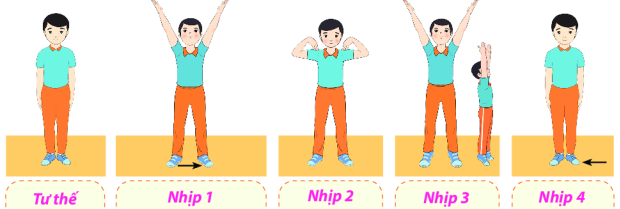 Tư thế
Nhịp 1
Nhịp 2
Nhịp 3
Nhịp 4